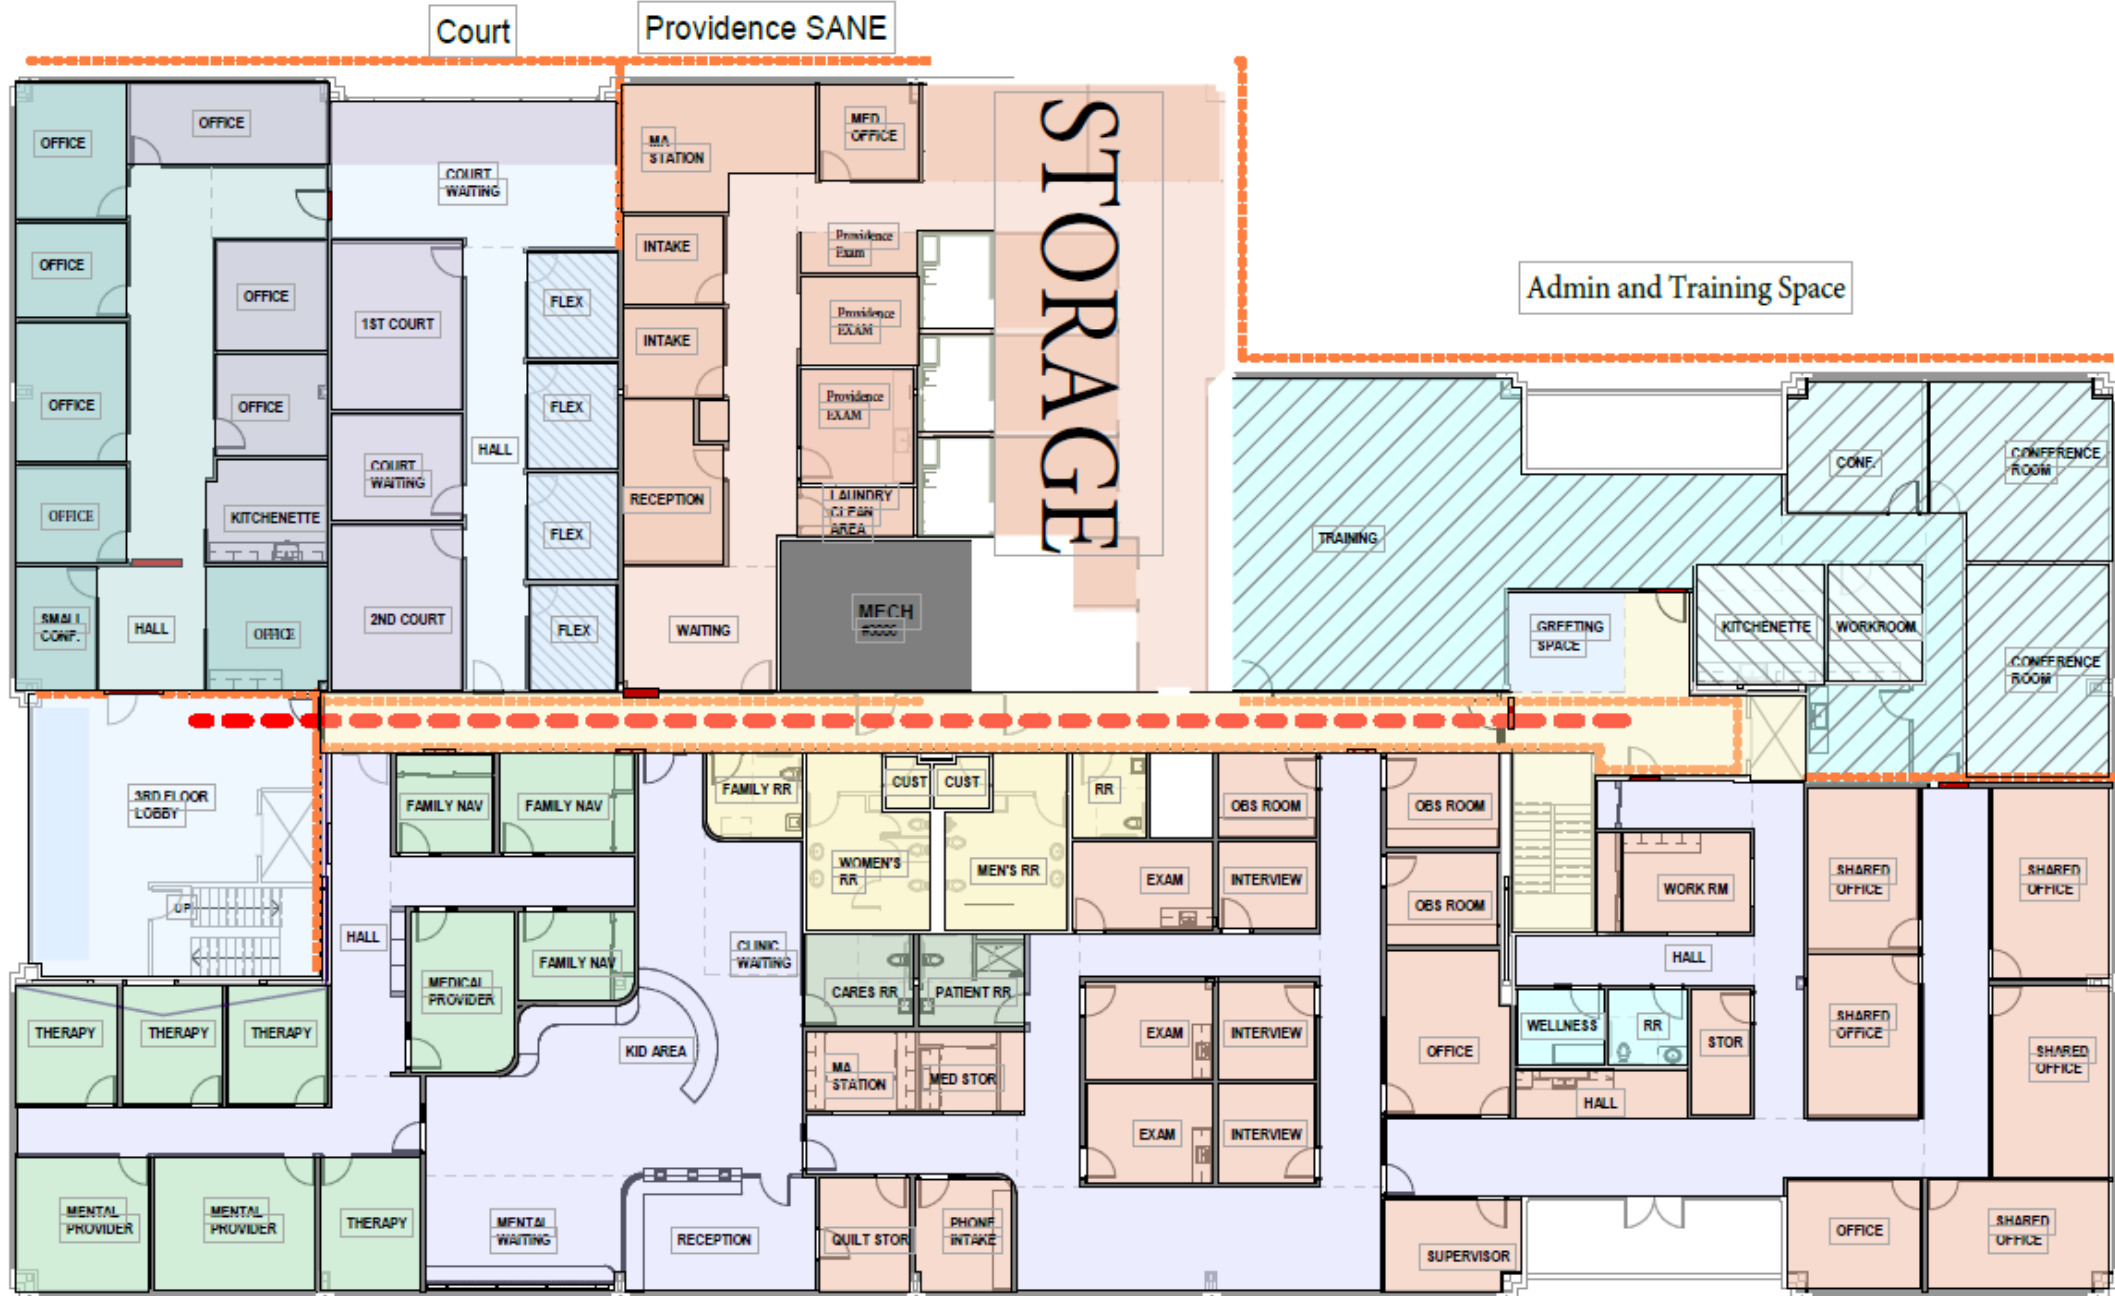 Court
Providence SANE
STORAGE
Admin and Training Space
OFFICE
OFFICE
COURT
WAITING
MA
STATION
MED
OFFICE
OFFICE
OFFICE
1ST COURT
FLEX
INTAKE
Providence
Exam
OFFICE
OFFICE
FLEX
INTAKE
Providence
EXAM
Providence
EXAM
HALL
COURT
WAITING
OFFICE
KITCHENETTE
FLEX
RECEPTION
LAUNDRY
CLEAN
AREA
TRAINING
CONF.
CONFERENCE
ROOM
SMALL
CONF.
HALL
OFFICE
2ND COURT
FLEX
WAITING
MECH
GREETING
SPACE
KITCHENETTE
WORKROOM
CONFERENCE
ROOM
3RD FLOOR
LOBBY
UP
FAMILY NAV
FAMILY NAV
FAMILY RR
CUST
CUST
RR
OBS ROOM
OBS ROOM
WOMEN'S
RR
MEN'S RR
EXAM
INTERVIEW
OBS ROOM
WORK RM
SHARED
OFFICE
SHARED
OFFICE
HALL
MEDICAL
PROVIDER
FAMILY NAV
CLINIC
WAITING
CARES RR
PATIENT RR
HALL
THERAPY
THERAPY
THERAPY
KID AREA
MA
STATION
MED STOR
EXAM
INTERVIEW
OFFICE
WELLNESS
RR
STOR
SHARED
OFFICE
SHARED
OFFICE
EXAM
INTERVIEW
HALL
MENTAL
PROVIDER
MENTAL
PROVIDER
THERAPY
MENTAL
WAITING
RECEPTION
QUILT STOR
PHONE
INTAKE
SUPERVISOR
OFFICE
SHARED
OFFICE